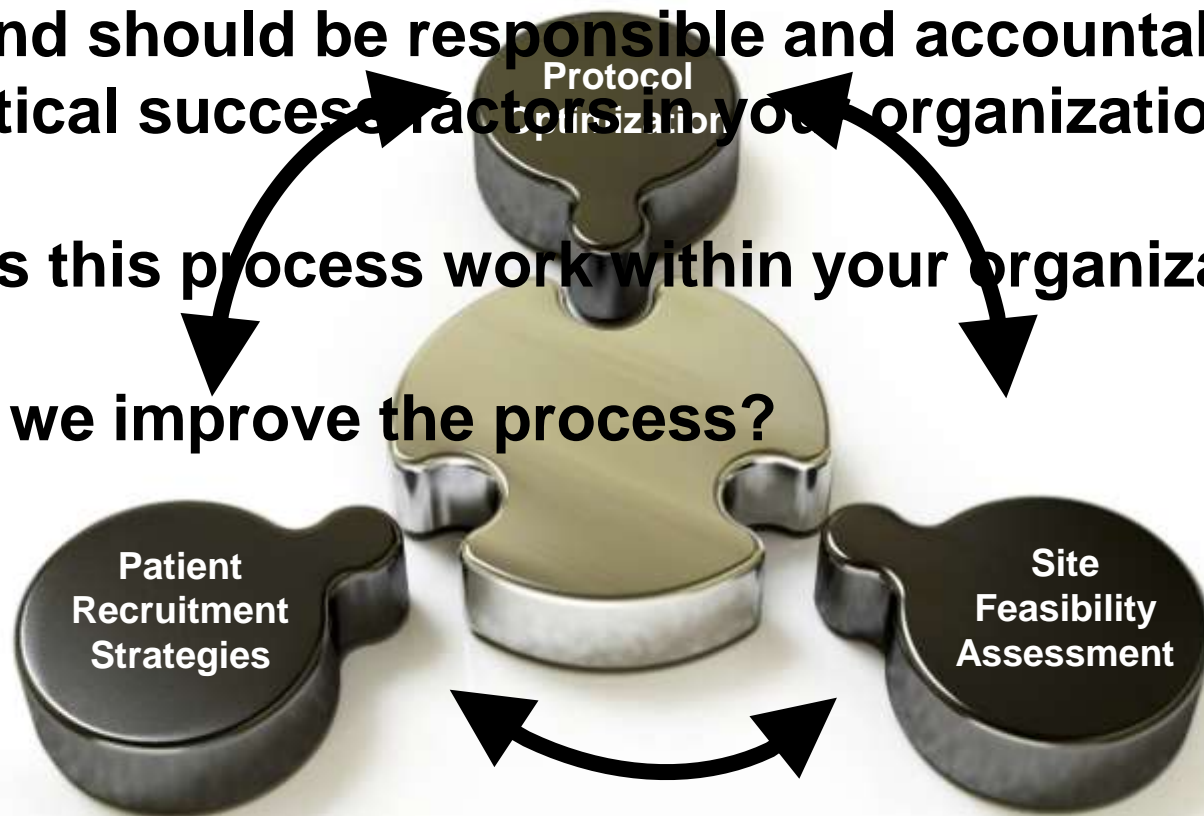 nd should be responsible and accountal
tical success factors in your organizatio
s this process work within your organiza
we improve the process?
Protocol
Optimization
Patient
Recruitment
Strategies
Site
Feasibility
Assessment